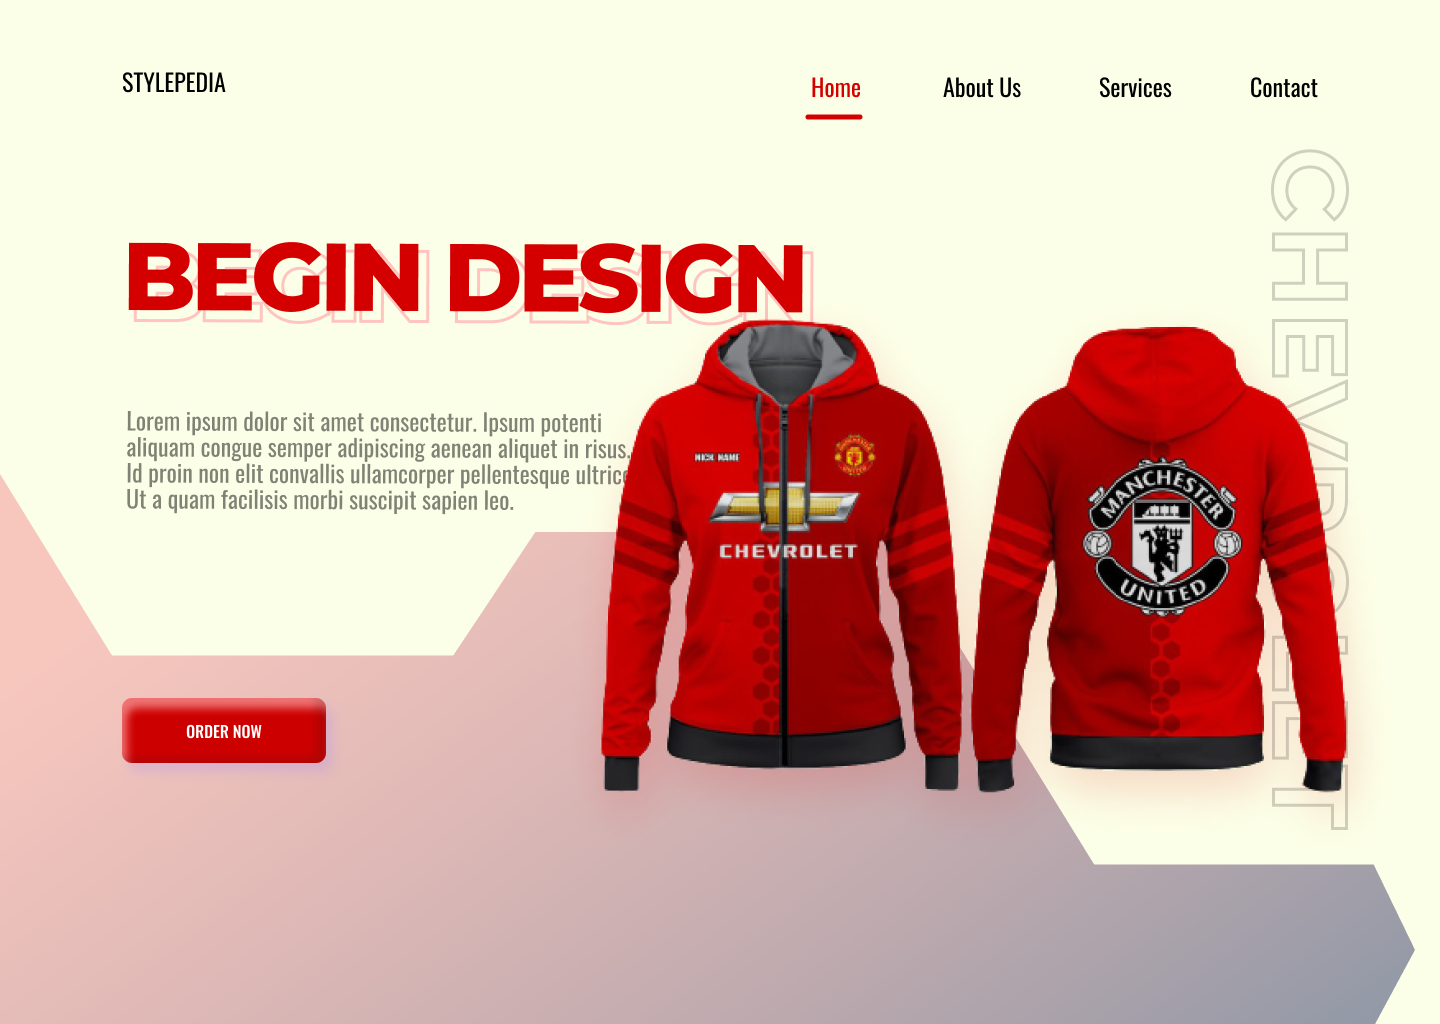 STYLEPEDIA
Home
About Us
Services
Contact
BEGIN DESIGN
Lorem ipsum dolor sit amet consectetur. Ipsum potenti
aliquam congue semper adipiscing aenean aliquet in risus.
Id proin non elit convallis ullamcorper pellentesque
Ut a quam facilisis morbi suscipit sapien leo.
ORDER NOW
NICK NAME
MANCHESTER
UNITED
CHEVROLET
MANCHESTER
UNITED
CHEVROLET